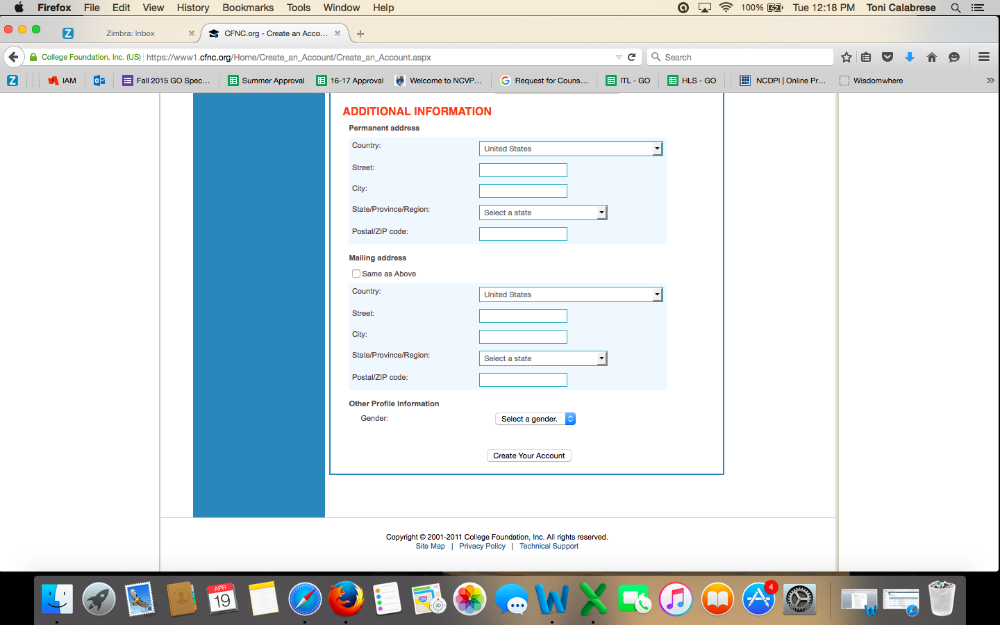 Firefox File Edit View History Bookmarks Tools Window Help 100% Tue 12:18 PM Toni Calabrese
Z Zimbra: Inbox CFNC.org - Create an Acco...
College Foundation, Inc. (US) https://www1.cfnc.org/Home/Create_an_Account/Create_an_Account.aspx Search
Z IAM Fall 2015 GO Spec... Summer Approval 16-17 Approval Welcome to NCVP... Request for Couns... ITL - GO HLS - GO NCDPI | Online Pr... Wisdomwhere
ADDITIONAL INFORMATION
Permanent address
Country: United States
Street:
City:
State/Province/Region: Select a state
Postal/ZIP code:
Mailing address
Same as Above
Country: United States
Street:
City:
State/Province/Region: Select a state
Postal/ZIP code:
Other Profile Information
Gender: Select a gender.
Create Your Account
Copyright © 2001-2011 College Foundation, Inc. All rights reserved.
Site Map | Privacy Policy | Technical Support
APR
19
4